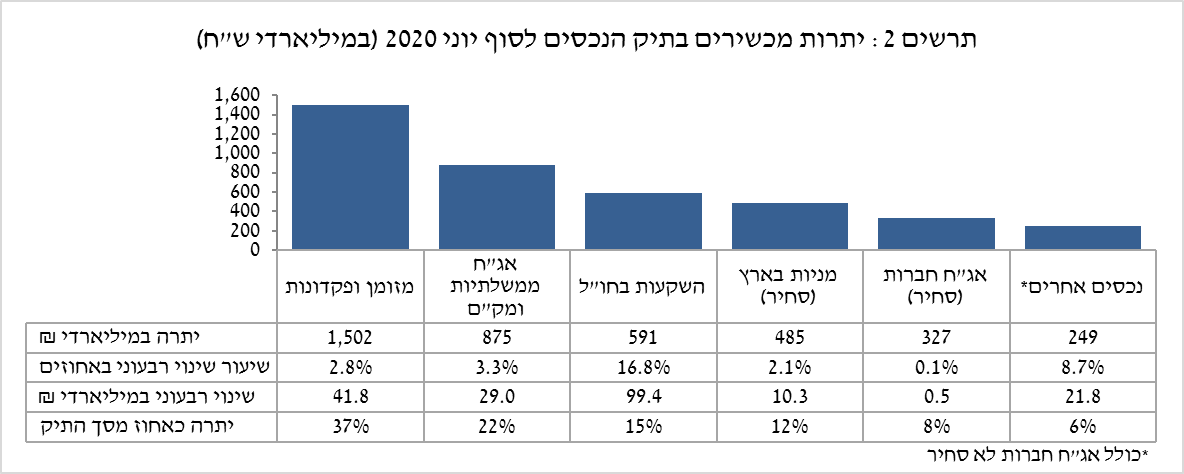 תרשים 2 : יתרות מכשירים בתיק הנכסים לסוף יוני 2020 (במיליארדי ש"ח)
1,600
1,400
1,200
1,000
800
600
400
200
0
מזומן ופקדונות
אג"ח
ממשלתיות
ומק"ם
השקעות בחו"ל
מניות בארץ
(סחיר)
אג"ח חברות
(סחיר)
נכסים אחרים*
יתרה במיליארדי ₪ 1,502 875 591 485 327 249
שיעור שינוי רבעוני באחוזים 2.8% 3.3% 16.8% 2.1% 0.1% 8.7%
שינוי רבעוני במיליארדי ₪ 41.8 29.0 99.4 10.3 0.5 21.8
יתרה כאחוז מסך התיק 37% 22% 15% 12% 8% 6%
*כולל אג"ח חברות לא סחיר